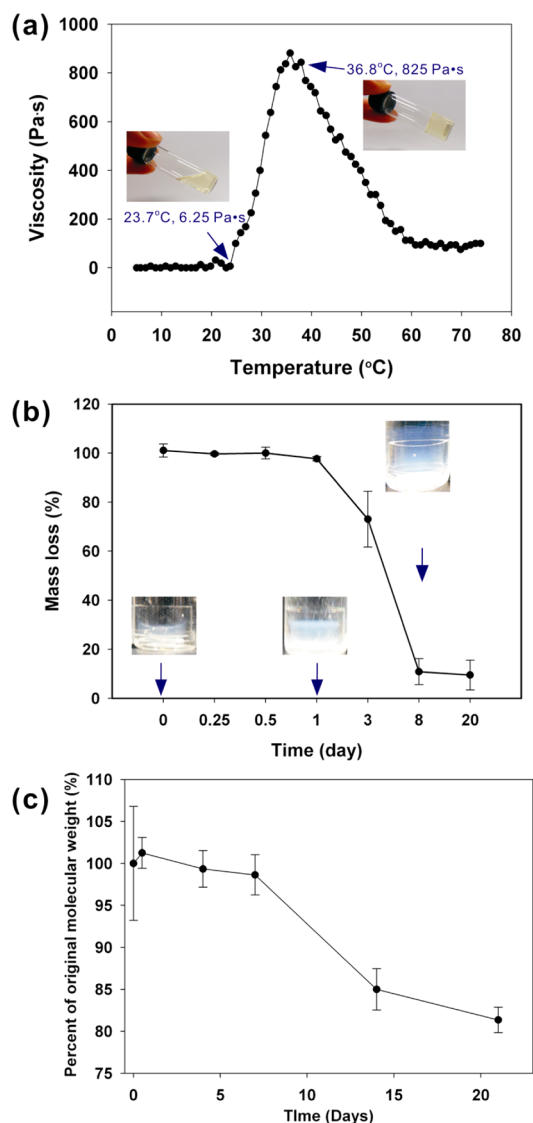 (a)
Viscosity (Pa·s)
1000
800
600
400
200
0
36.8°C, 825 Pa•s
23.7°C, 6.25 Pa•s
0 10 20 30 40 50 60 70 80
Temperature (°C)
(b)
Mass loss (%)
120
100
80
60
40
20
0
0 0.25 0.5 1 3 8 20
Time (day)
(c)
Percent of original molecular weight (%)
110
105
100
95
90
85
80
75
0 5 10 15 20
TIme (Days)